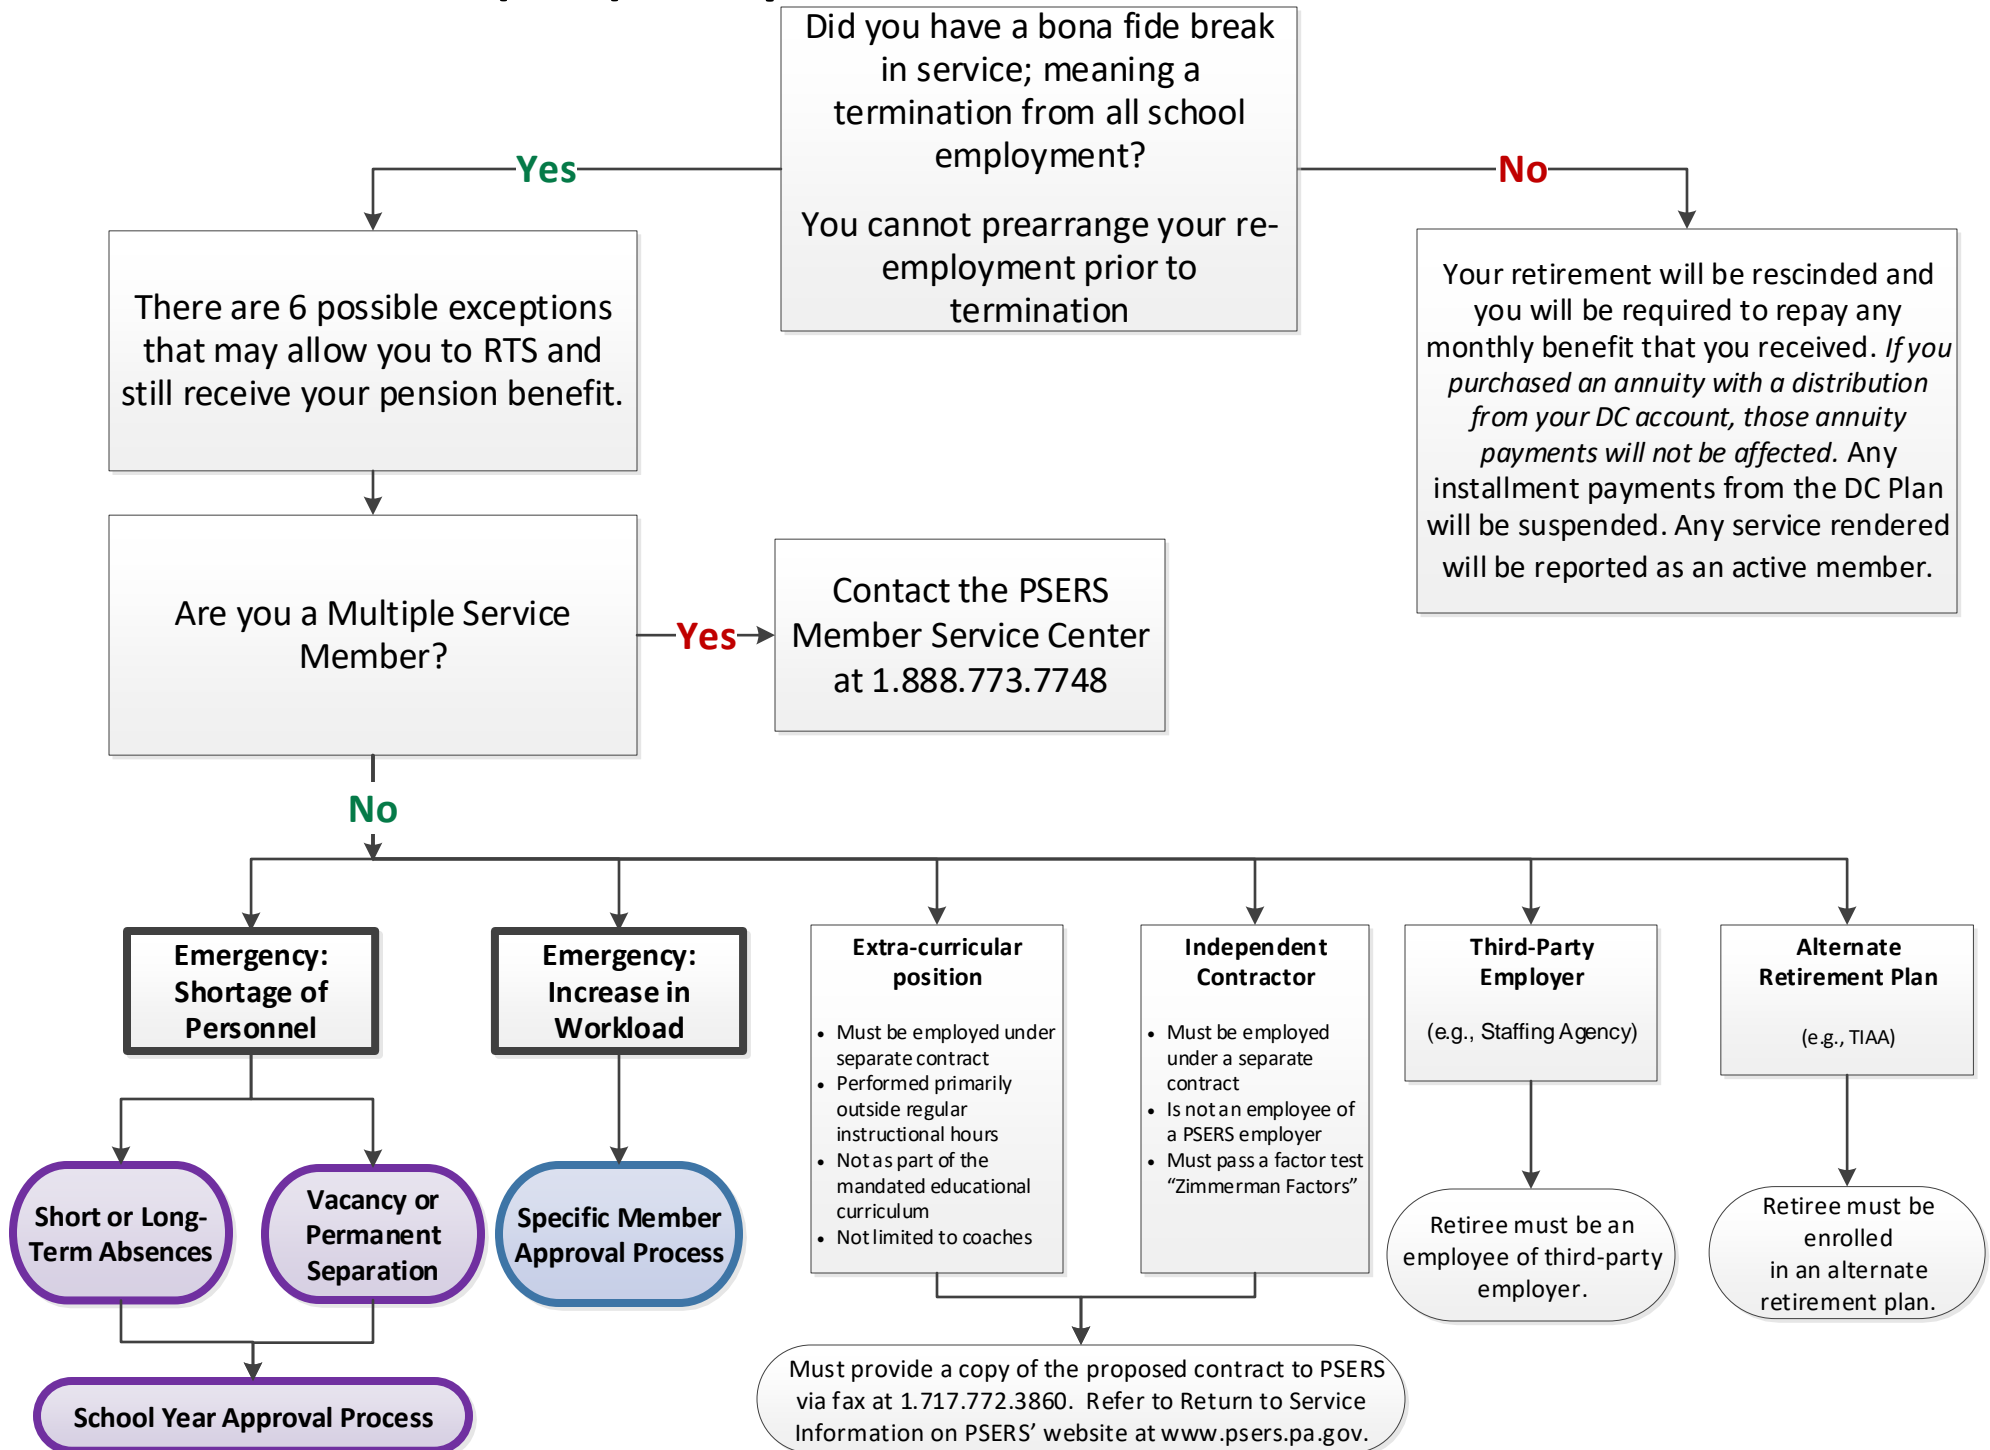 Did you have a bona fide break
in service; meaning a
termination from all school
employment?
You cannot prearrange your re-
employment prior to
termination
Yes
No
There are 6 possible exceptions
that may allow you to RTS and
still receive your pension benefit.
Your retirement will be rescinded and
you will be required to repay any
monthly benefit that you received. If you
purchased an annuity with a distribution
from your DC account, those annuity
payments will not be affected. Any
installment payments from the DC Plan
will be suspended. Any service rendered
will be reported as an active member.
Are you a Multiple Service
Member?
Yes
Contact the PSERS
Member Service Center
at 1.888.773.7748
No
Emergency:
Shortage of
Personnel
Emergency:
Increase in
Workload
Extra-curricular
position
• Must be employed under
separate contract
• Performed primarily
outside regular
instructional hours
• Not as part of the
mandated educational
curriculum
• Not limited to coaches
Independent
Contractor
• Must be employed
under a separate
contract
• Is not an employee of
a PSERS employer
• Must pass a factor test
“Zimmerman Factors”
Third-Party
Employer
(e.g., Staffing Agency)
Alternate
Retirement Plan
(e.g., TIAA)
Short or Long-
Term Absences
Vacancy or
Permanent
Separation
Specific Member
Approval Process
Retiree must be an
employee of third-party
employer.
Retiree must be
enrolled
in an alternate
retirement plan.
School Year Approval Process
Must provide a copy of the proposed contract to PSERS
via fax at 1.717.772.3860. Refer to Return to Service
Information on PSERS’ website at www.psers.pa.gov.